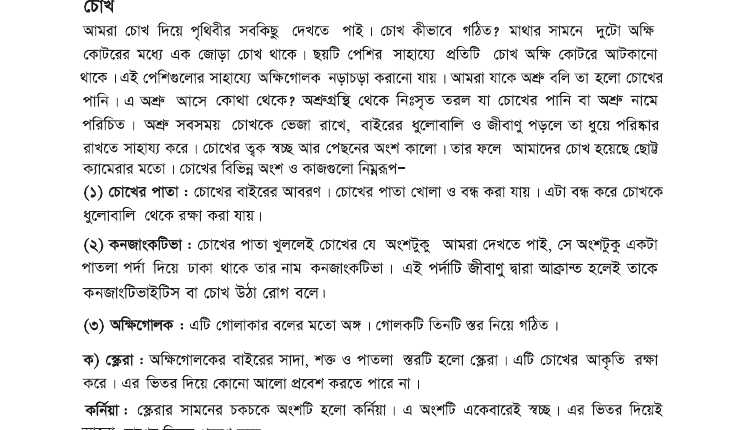 চোখ
আমরা চোখ দিয়ে পৃথিবীর সবকিছু দেখতে পাই। চোখ কীভাবে গঠিত? মাথার সামনে দুটো অক্ষি
কোটরের মধ্যে এক জোড়া চোখ থাকে। ছয়টি পেশির সাহায্যে প্রতিটি চোখ অক্ষি কোটরে আটকানো
থাকে। এই পেশিগুলোর সাহায্যে অক্ষিগোলক নড়াচড়া করানো যায়। আমরা যাকে অশ্রু বলি তা হলো চোখের
পানি। এ অশ্রু আসে কোথা থেকে? অশ্রুগ্রন্থি থেকে নিঃসৃত তরল যা চোখের পানি বা অশ্রু নামে
পরিচিত। অশ্রু সবসময় চোখকে ভেজা রাখে, বাইরের ধুলোবালি ও জীবাণু পড়লে তা ধুয়ে পরিষ্কার
রাখতে সাহায্য করে। চোখের ত্বক স্বচ্ছ আর পেছনের অংশ কালো। তার ফলে আমাদের চোখ হয়েছে ছোট্ট
ক্যামেরার মতো। চোখের বিভিন্ন অংশ ও কাজগুলো নিম্নরূপ–
(১) চোখের পাতা : চোখের বাইরের আবরণ। চোখের পাতা খোলা ও বন্ধ করা যায়। এটা বন্ধ করে চোখকে
ধুলোবালি থেকে রক্ষা করা যায়।
(২) কনজাংকটিভা : চোখের পাতা খুললেই চোখের যে অংশটুকু আমরা দেখতে পাই, সে অংশটুকু একটা
পাতলা পর্দা দিয়ে ঢাকা থাকে তার নাম কনজাংকটিভা। এই পর্দাটি জীবাণু দ্বারা আক্রান্ত হলেই তাকে
কনজাংটিভাইটিস বা চোখ উঠা রোগ বলে।
(৩) অক্ষিগোলক : এটি গোলাকার বলের মতো অঙ্গ। গোলকটি তিনটি স্তর নিয়ে গঠিত।
ক) স্ক্লেরা : অক্ষিগোলকের বাইরের সাদা, শক্ত ও পাতলা স্তরটি হলো স্ক্লেরা। এটি চোখের আকৃতি রক্ষা
করে। এর ভিতর দিয়ে কোনো আলো প্রবেশ করতে পারে না।
কর্নিয়া : স্ক্লেরার সামনের চকচকে অংশটি হলো কর্নিয়া। এ অংশটি একেবারেই স্বচ্ছ। এর ভিতর দিয়েই